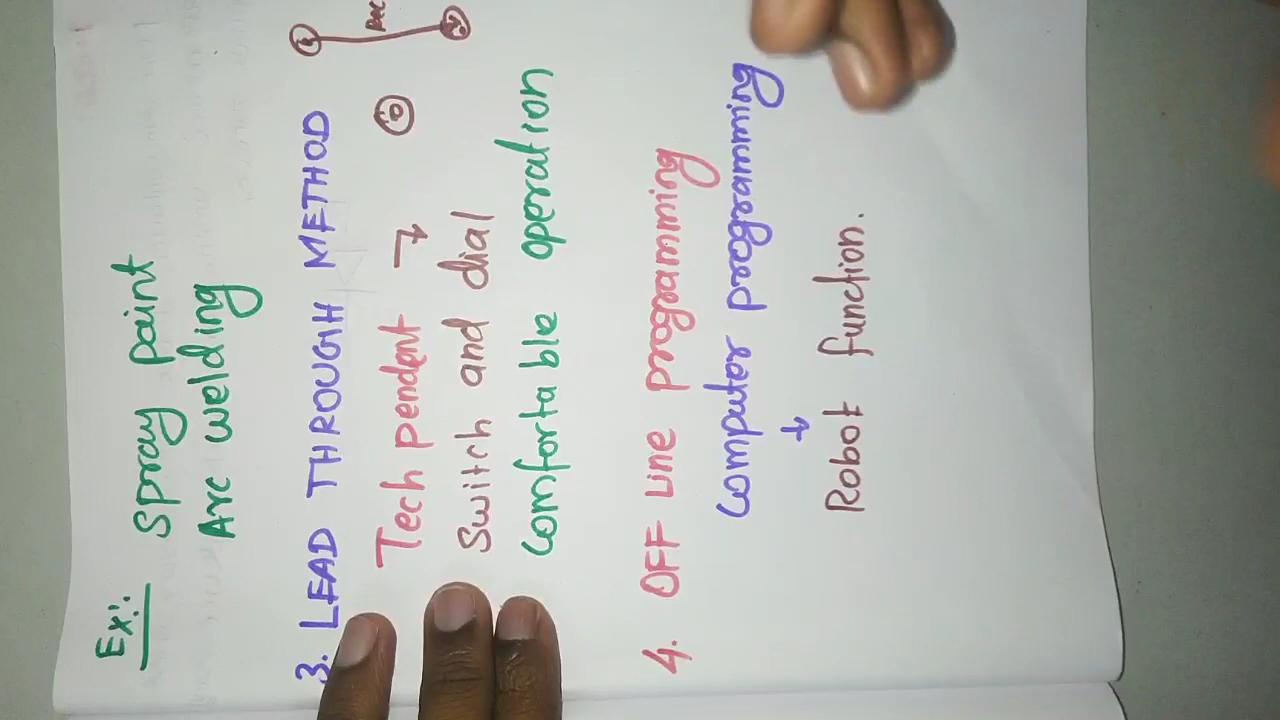 Ex:-
Spray paint
Arc welding
3. LEAD THROUGH METHOD
Tech pendent →
Switch and dial
Comfortable operation
4. OFF LINE programming
Computer programming
↓
Robot function.